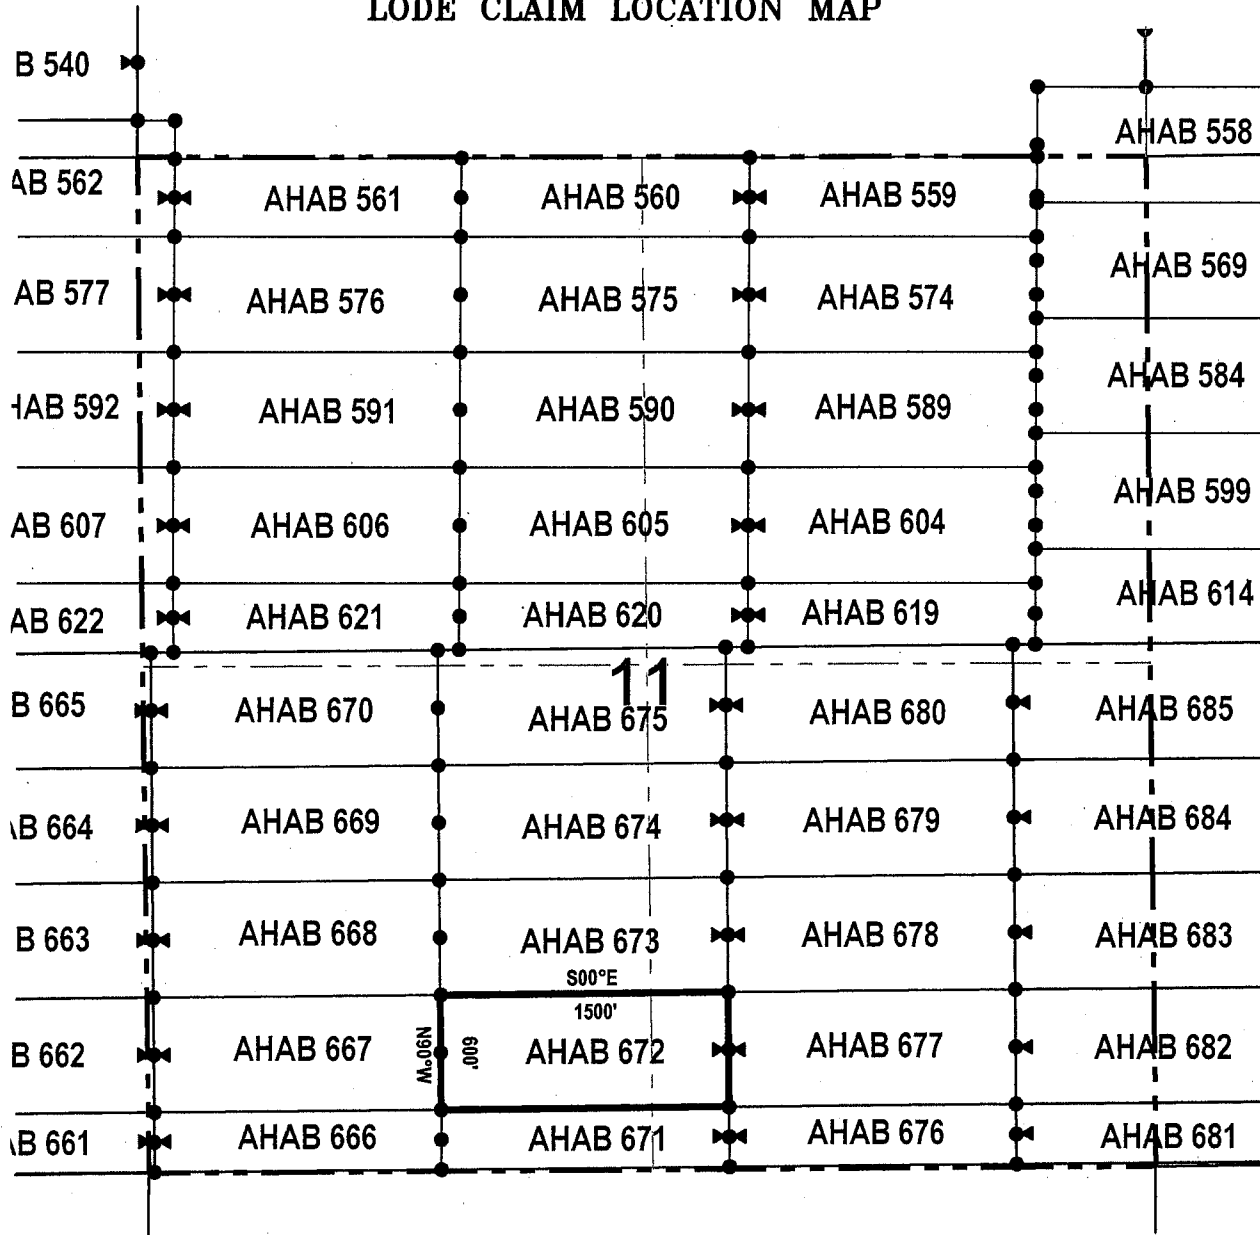 LODE CLAIM LOCATION MAP
B 540
AHAB 558
AB 562
AHAB 561
AHAB 560
AHAB 559
AHAB 569
AB 577
AHAB 576
AHAB 575
AHAB 574
AHAB 584
HAB 592
AHAB 591
AHAB 590
AHAB 589
AHAB 599
AB 607
AHAB 606
AHAB 605
AHAB 604
AHAB 614
AB 622
AHAB 621
AHAB 620
AHAB 619
11
B 665
AHAB 670
AHAB 675
AHAB 680
AHAB 685
AB 664
AHAB 669
AHAB 674
AHAB 679
AHAB 684
B 663
AHAB 668
AHAB 673
AHAB 678
AHAB 683
S00°E
1500'
B 662
AHAB 667
N90°W
600'
AHAB 672
AHAB 677
AHAB 682
AB 661
AHAB 666
AHAB 671
AHAB 676
AHAB 681